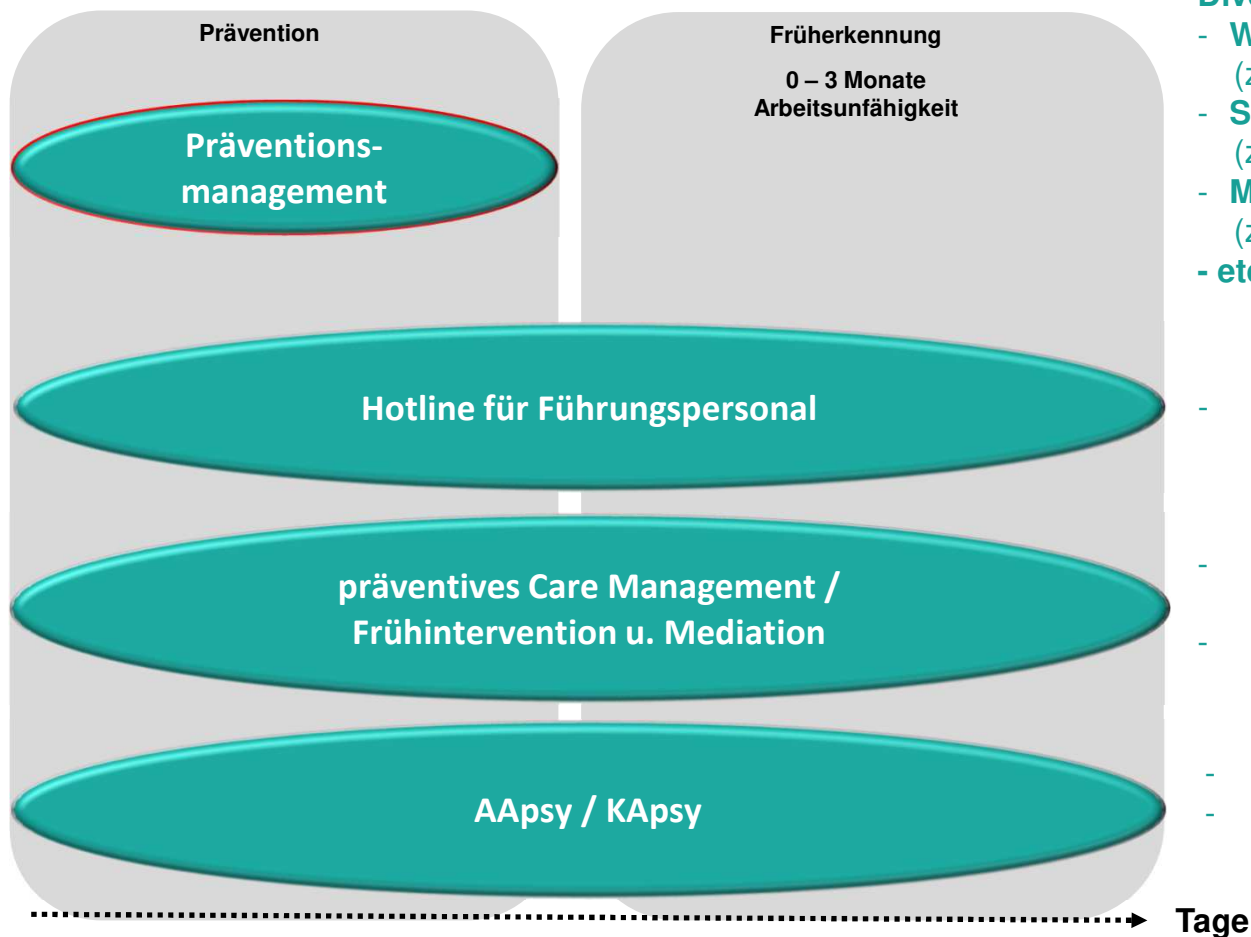 Prävention
Früherkennung
0 – 3 Monate
Arbeitsunfähigkeit
Präventions-
management
Hotline für Führungspersonal
präventives Care Management /
Frühintervention u. Mediation
AApsy / KApsy
Tage